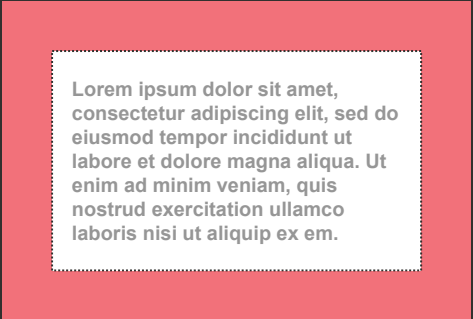 Lorem ipsum dolor sit amet,
consectetur adipiscing elit, sed do
eiusmod tempor incididunt ut
labore et dolore magna aliqua. Ut
enim ad minim veniam, quis
nostrud exercitation ullamco
laboris nisi ut aliquip ex em.